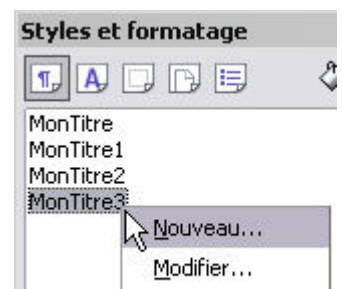 Styles et formatage
MonTitre
MonTitre1
MonTitre2
MonTitre3
Nouveau...
Modifier...